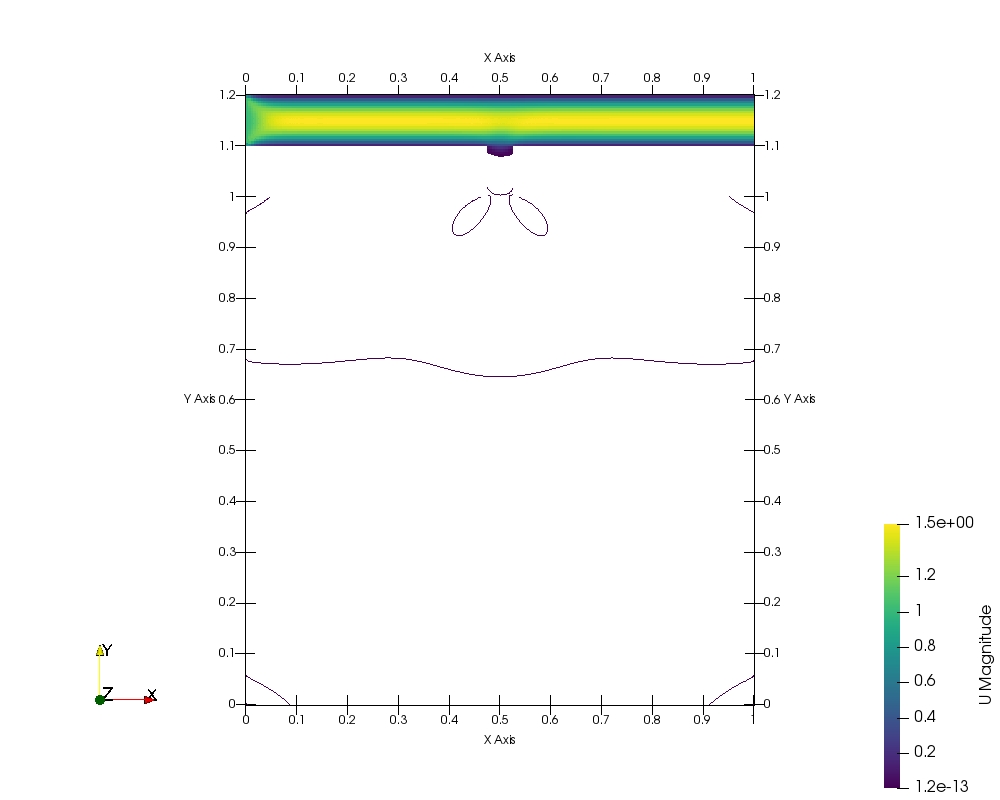 X Axis
0 0.1 0.2 0.3 0.4 0.5 0.6 0.7 0.8 0.9 1
1.2 1.2
1.1 1.1
1 1
0.9 0.9
0.8 0.8
0.7 0.7
Y Axis 0.6 0.6 Y Axis
0.5 0.5
0.4 0.4
0.3 0.3
0.2 0.2
0.1 0.1
0 0
0 0.1 0.2 0.3 0.4 0.5 0.6 0.7 0.8 0.9 1
X Axis
Y
Z X
1.5e+00
1.2
1
0.8
0.6
0.4
0.2
1.2e-13
U Magnitude